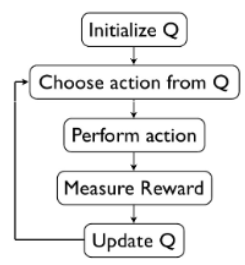 Initialize Q
Choose action from Q
Perform action
Measure Reward
Update Q